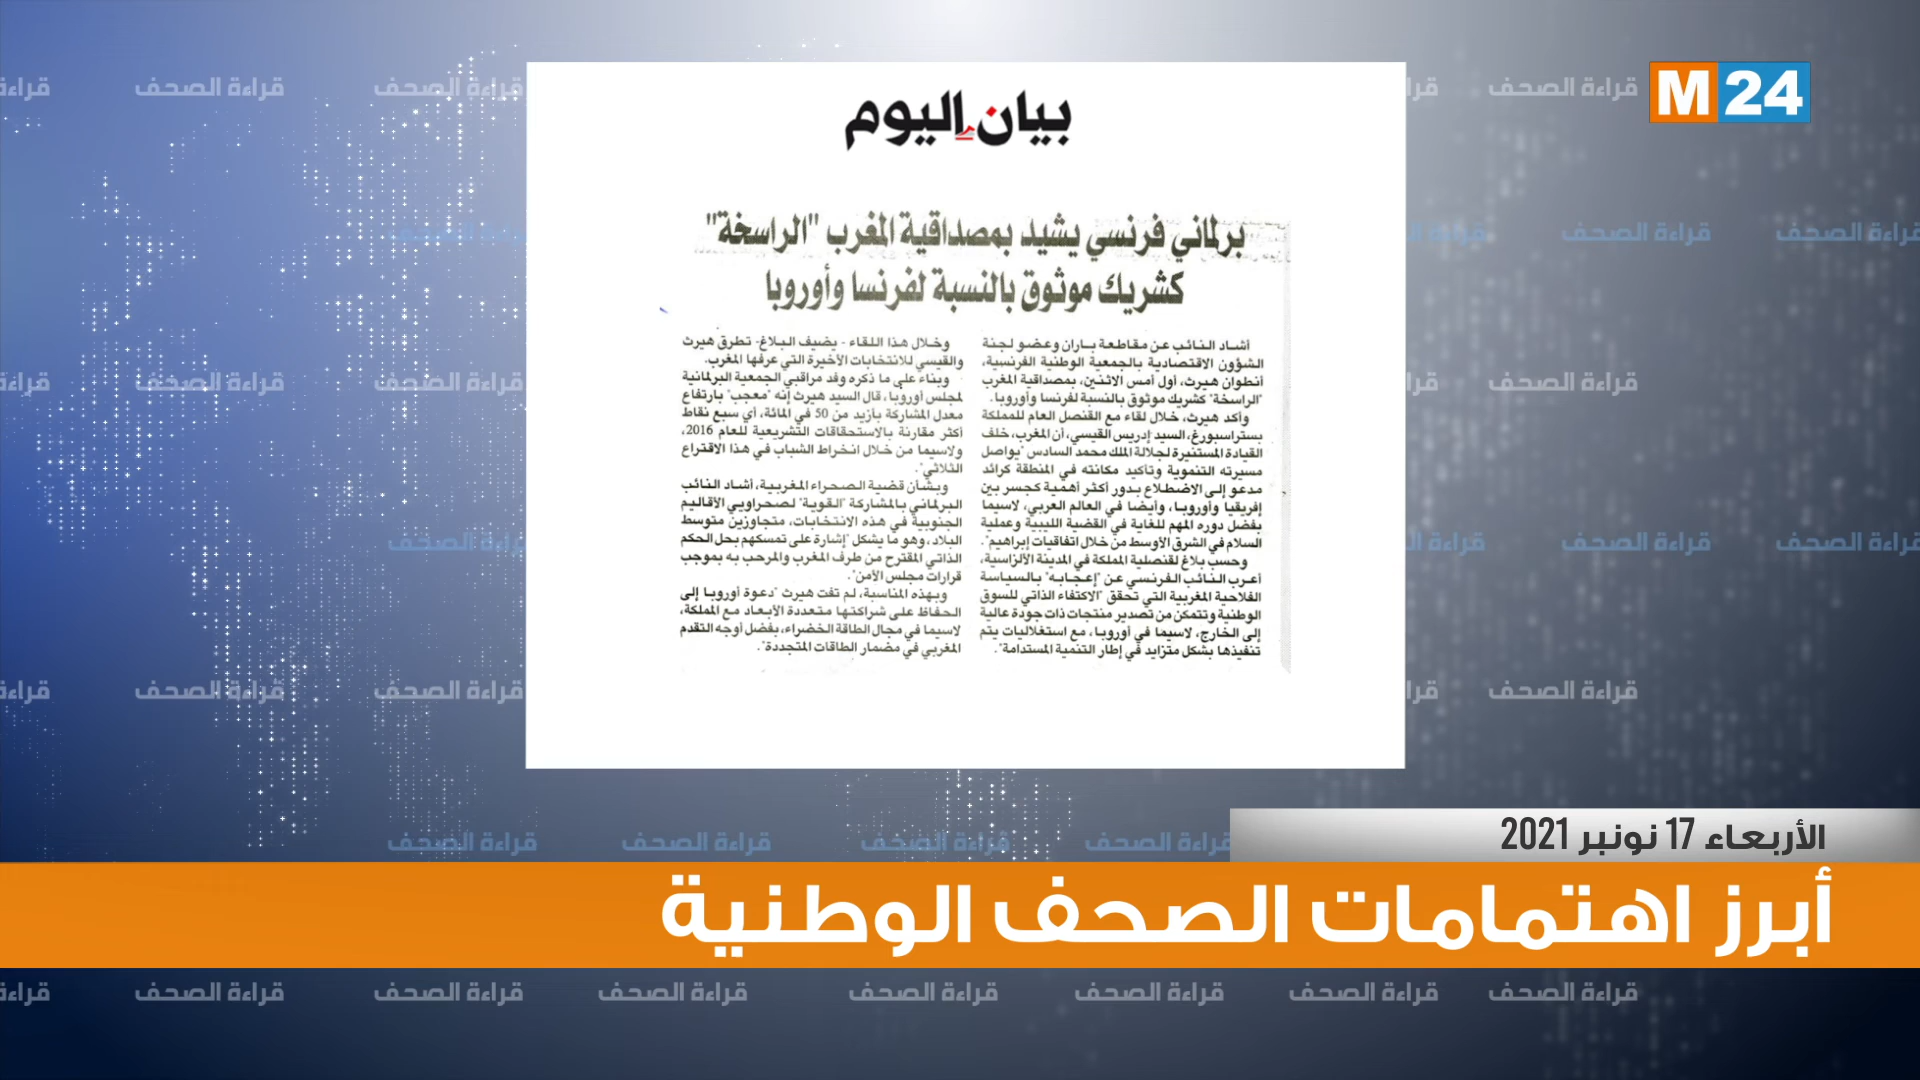 M24
بيان اليوم
برلماني فرنسي يشيد بمصداقية المغرب "الراسخة"
كشريك موثوق بالنسبة لفرنسا وأوروبا
أشاد النائب عن مقاطعة باران وعضو لجنة
الشؤون الاقتصادية بالجمعية الوطنية الفرنسية،
أنطوان هيرث، أول أمس الاثنين، بمصداقية المغرب
"الراسخة" كشريك موثوق بالنسبة لفرنسا وأوروبا.
وأكد هيرث، خلال لقاء مع القنصل العام للمملكة
بستراسبورغ، السيد إدريس القيسي، أن المغرب، خلف
القيادة المستنيرة لجلالة الملك محمد السادس "يواصل
مسيرته التنموية وتأكيد مكانته في المنطقة كرائد
مدعو إلى الاضطلاع بدور أكثر أهمية كجسر بين
إفريقيا وأوروبا، وأيضا في العالم العربي، لاسيما
بفضل دوره المهم للغاية في القضية الليبية وعملية
السلام في الشرق الأوسط من خلال اتفاقيات إبراهيم".
وحسب بلاغ لقنصلية المملكة في المدينة الألزاسية،
أعرب النائب الفرنسي عن "إعجابه" بالسياسة
الفلاحية المغربية التي تحقق "الاكتفاء الذاتي للسوق
الوطنية وتتمكن من تصدير منتجات ذات جودة عالية
إلى الخارج، لاسيما في أوروبا، مع استغلاليات يتم
تنفيذها بشكل متزايد في إطار التنمية المستدامة".
وخلال هذا اللقاء - يضيف البلاغ- تطرق هيرث
والقيسي للانتخابات الأخيرة التي عرفها المغرب.
وبناء على ما ذكره وفد مراقبي الجمعية البرلمانية
لمجلس أوروبا، قال السيد هيرث إنه "معجب" بارتفاع
معدل المشاركة بأزيد من 50 في المائة، أي سبع نقاط
أكثر مقارنة بالاستحقاقات التشريعية للعام 2016،
ولاسيما من خلال انخراط الشباب في هذا الاقتراع
الثلاثي".
وبشأن قضية الصحراء المغربية، أشاد النائب
البرلماني بالمشاركة "القوية" لصحراويي الأقاليم
الجنوبية في هذه الانتخابات، متجاوزين متوسط
البلاد، وهو ما يشكل "إشارة على تمسكهم بحل الحكم
الذاتي المقترح من طرف المغرب والمرحب به بموجب
قرارات مجلس الأمن".
وبهذه المناسبة، لم تفت هيرث "دعوة أوروبا إلى
الحفاظ على شراكتها متعددة الأبعاد مع المملكة،
لاسيما في مجال الطاقة الخضراء، بفضل أوجه التقدم
المغربي في مضمار الطاقات المتجددة".
الأربعاء 17 نونبر 2021
أبرز اهتمامات الصحف الوطنية
قراءة الصحف